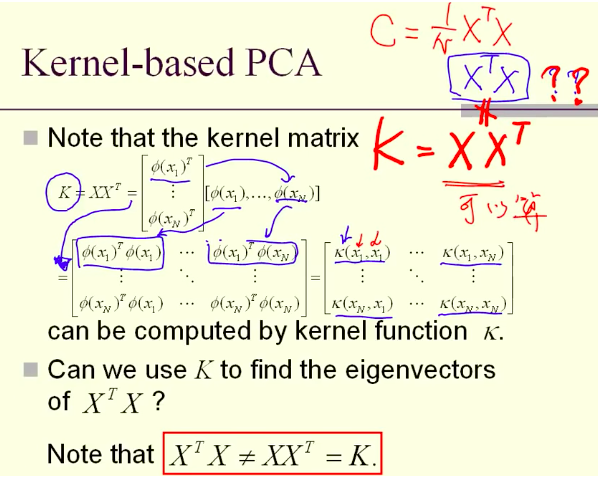 C = \frac{1}{N} X^T X
Kernel-based PCA
X^T X ??
Note that the kernel matrix K = XX^T
可以算
K = XX^T = \begin{bmatrix} \phi(x_1)^T \\ \vdots \\ \phi(x_N)^T \end{bmatrix} [\phi(x_1), \ldots, \phi(x_N)]
= \begin{bmatrix} \phi(x_1)^T \phi(x_1) & \cdots & \phi(x_1)^T \phi(x_N) \\ \vdots & \ddots & \vdots \\ \phi(x_N)^T \phi(x_1) & \cdots & \phi(x_N)^T \phi(x_N) \end{bmatrix} = \begin{bmatrix} \kappa(x_1, x_1) & \cdots & \kappa(x_1, x_N) \\ \vdots & \ddots & \vdots \\ \kappa(x_N, x_1) & \cdots & \kappa(x_N, x_N) \end{bmatrix}
can be computed by kernel function κ.
Can we use K to find the eigenvectors
of X^T X ?
Note that X^T X ≠ XX^T = K.